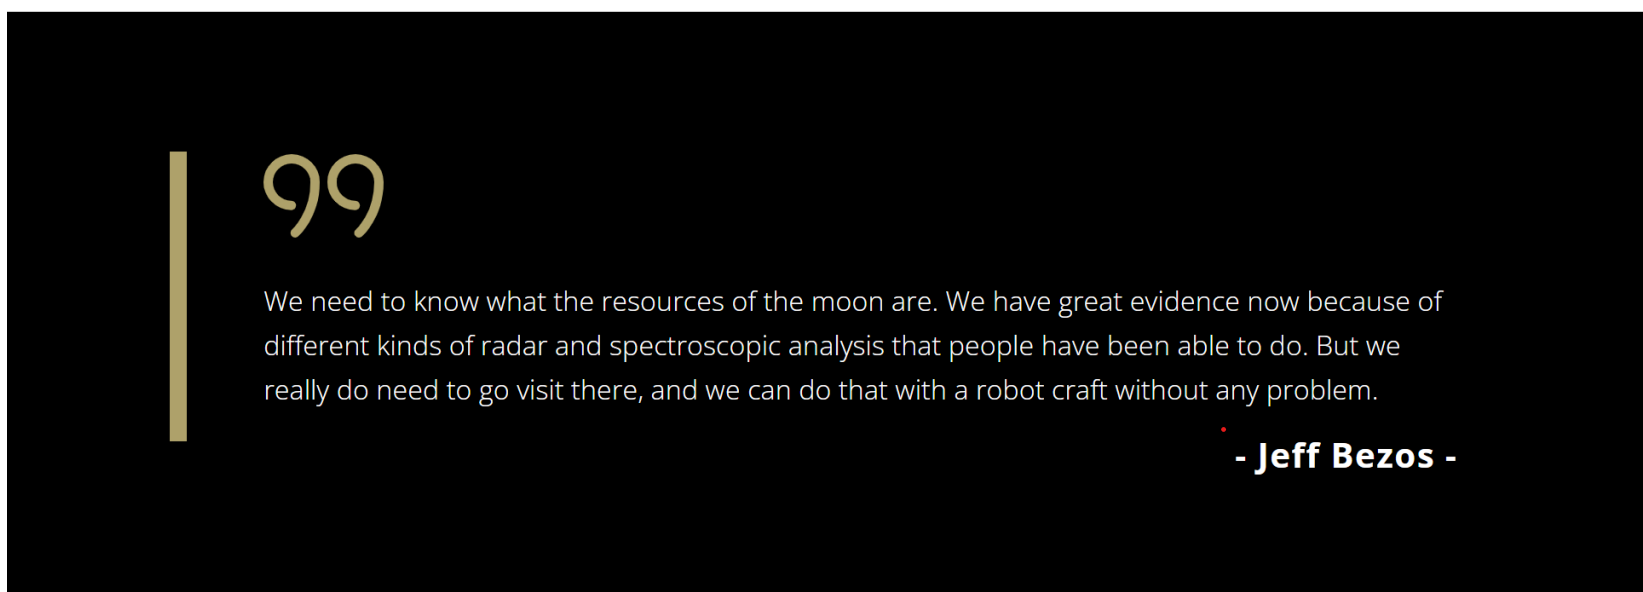 ”
We need to know what the resources of the moon are. We have great evidence now because of
different kinds of radar and spectroscopic analysis that people have been able to do. But we
really do need to go visit there, and we can do that with a robot craft without any problem.
- Jeff Bezos -